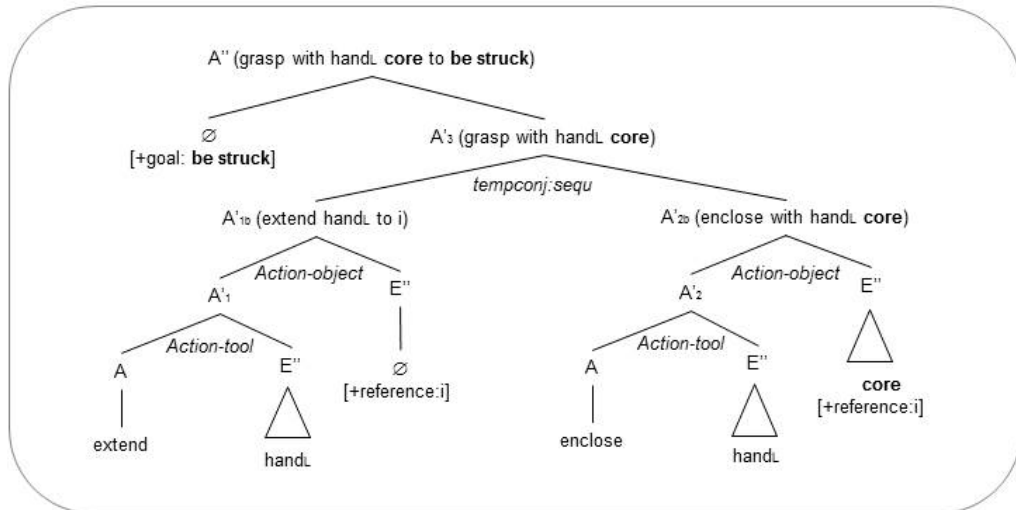 A" (grasp with handL core to be struck)
∅
[+goal: be struck]
A'3 (grasp with handL core)
tempconj:sequ
A'1b (extend handL to i)
A'2b (enclose with handL core)
Action-object
Action-object
A'1
E"
A'2
E"
Action-tool
Action-tool
A
E"
∅
[+reference:i]
A
E"
core
[+reference:i]
extend
handL
enclose
handL